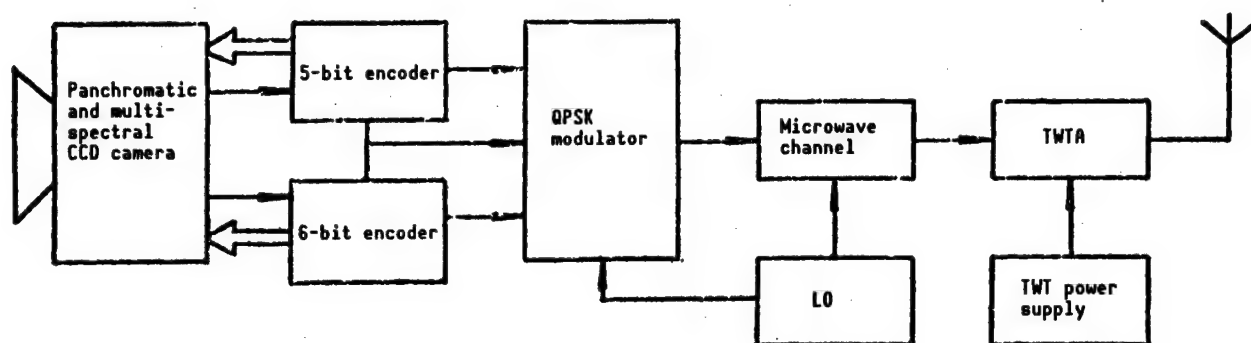 Panchromatic
and multi-
spectral
CCD camera
5-bit encoder
6-bit encoder
QPSK
modulator
Microwave
channel
TWTA
LO
TWT power
supply